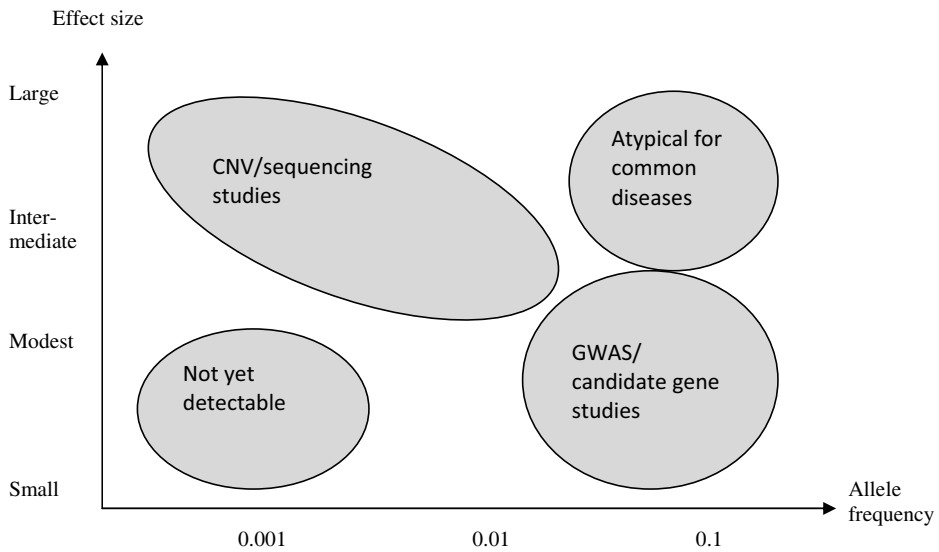 Effect size
Large
Inter-
mediate
Modest
Small
CNV/sequencing
studies
Atypical for
common
diseases
Not yet
detectable
GWAS/
candidate gene
studies
Allele
frequency
0.001
0.01
0.1